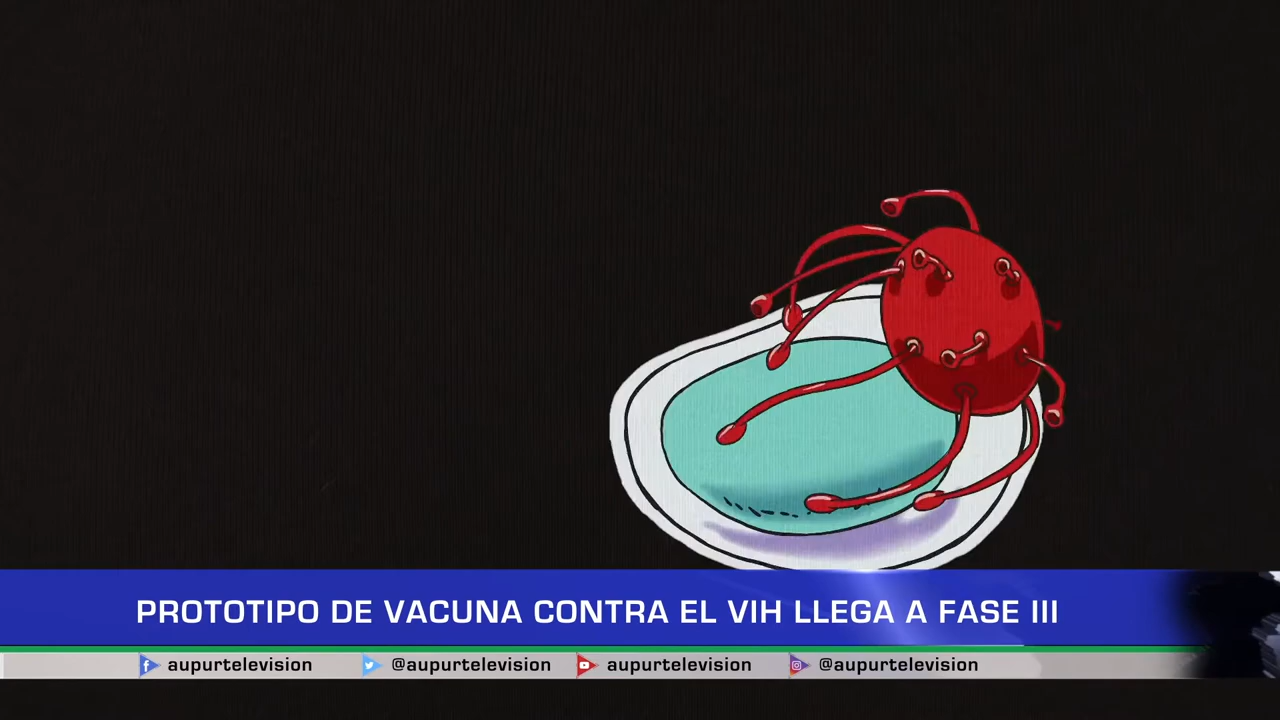 PROTOTIPO DE VACUNA CONTRA EL VIH LLEGA A FASE III
aupurtelevision @aupurtelevision aupurtelevision @aupurtelevision